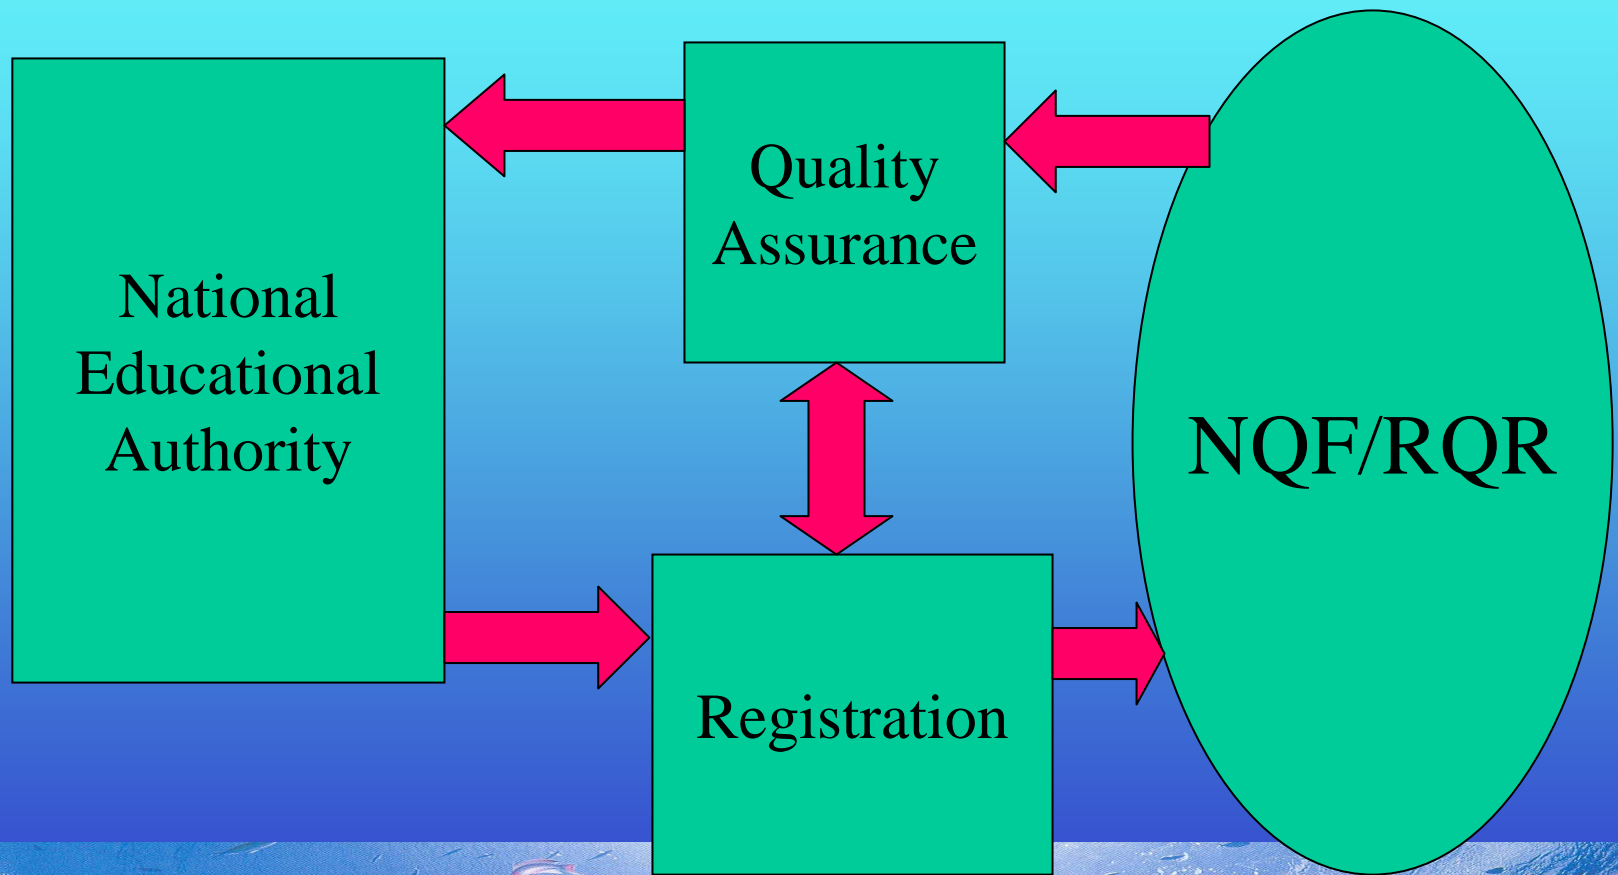 National
Educational
Authority
Quality
Assurance
NQF/RQR
Registration